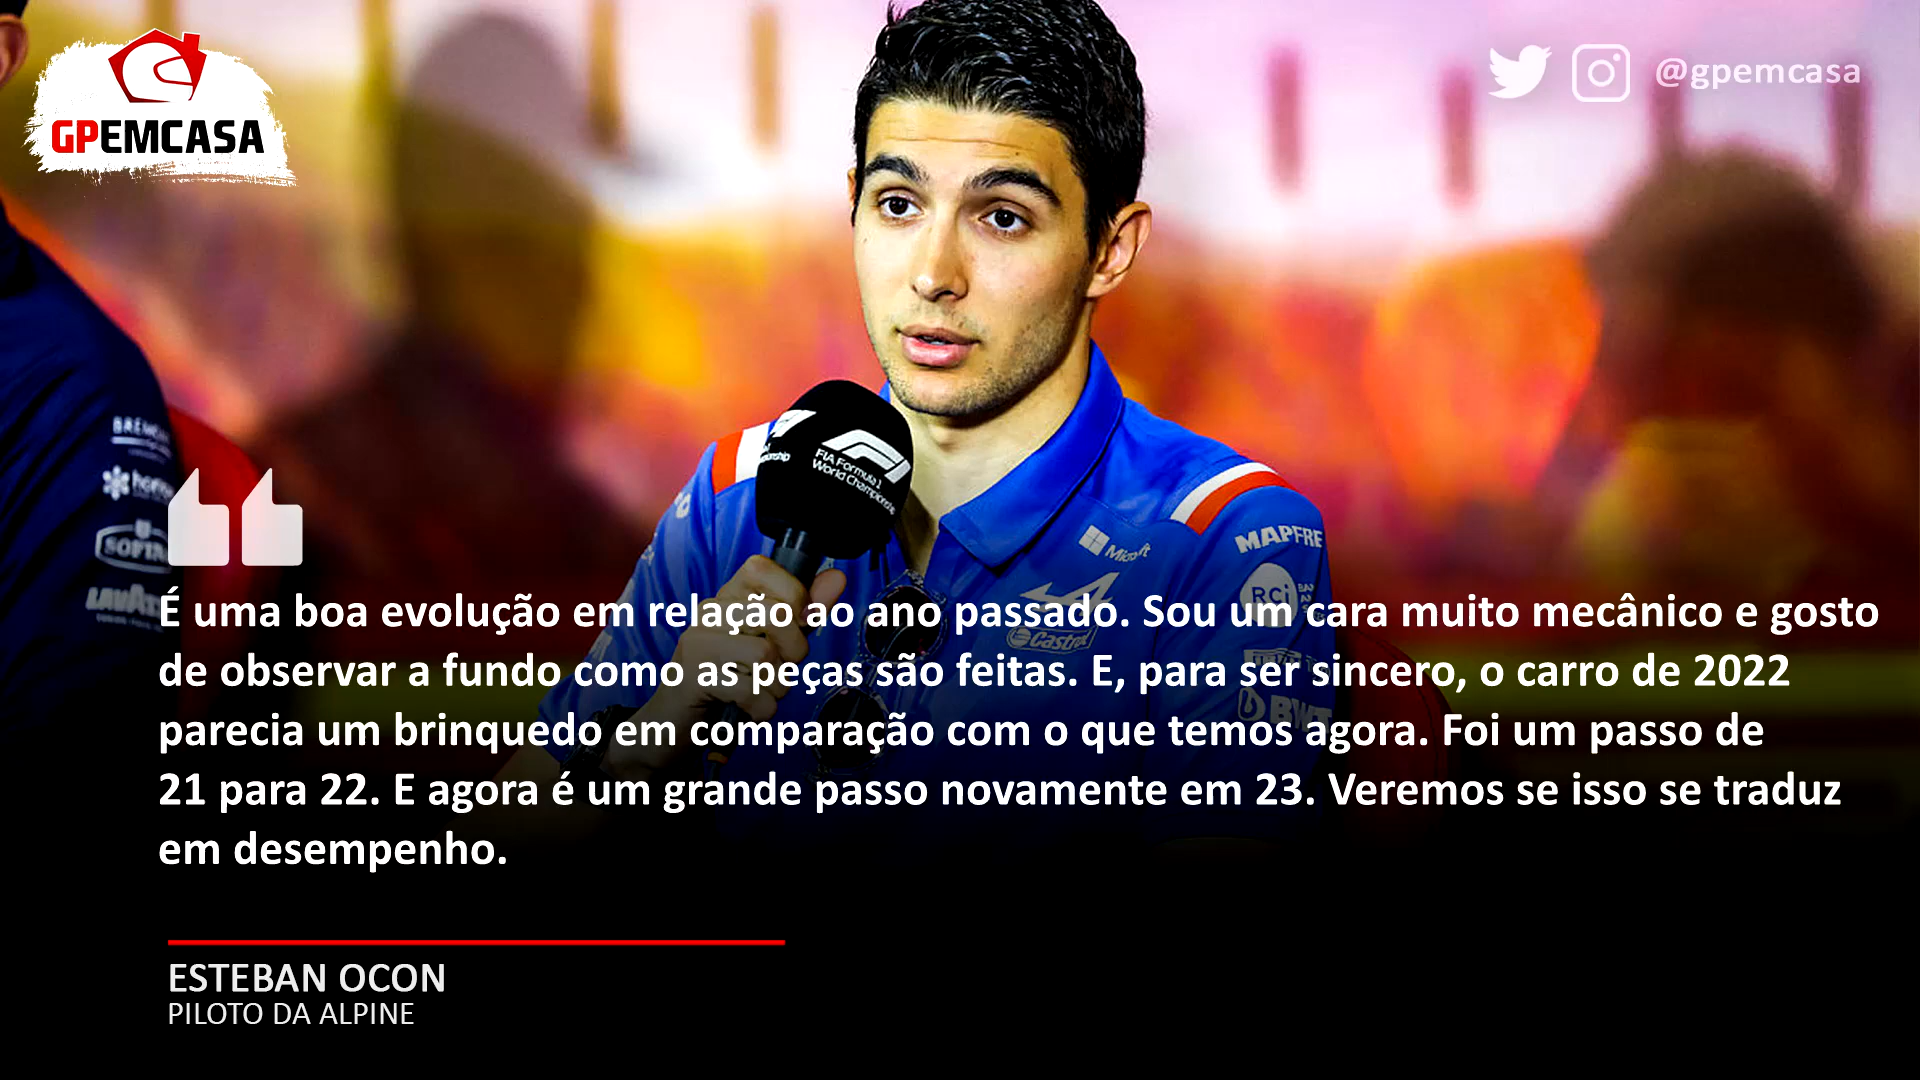 GPEMCASA
@gpemcasa
FIA Formula 1
World Championship
Microsoft
MAPFRE
RCI
Castrol
BWT
É uma boa evolução em relação ao ano passado. Sou um cara muito mecânico e gosto
de observar a fundo como as peças são feitas. E, para ser sincero, o carro de 2022
parecia um brinquedo em comparação com o que temos agora. Foi um passo de
21 para 22. E agora é um grande passo novamente em 23. Veremos se isso se traduz
em desempenho.
ESTEBAN OCON
PILOTO DA ALPINE